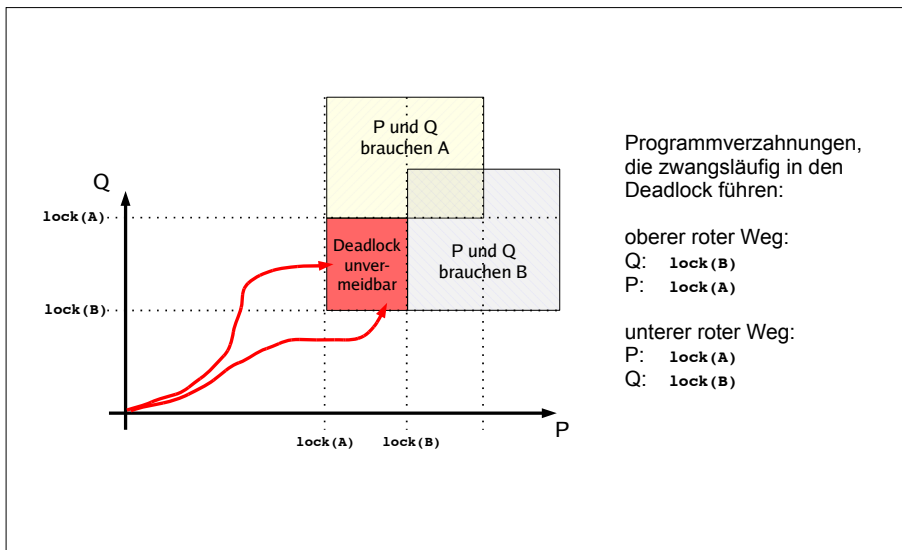 P und Q
brauchen A
Q
lock(A)
Deadlock
unver-
meidbar
P und Q
brauchen B
lock(B)
P
lock(A)
lock(B)
Programmverzahnungen,
die zwangsläufig in den
Deadlock führen:
oberer roter Weg:
Q: lock(B)
P: lock(A)
unterer roter Weg:
P: lock(A)
Q: lock(B)